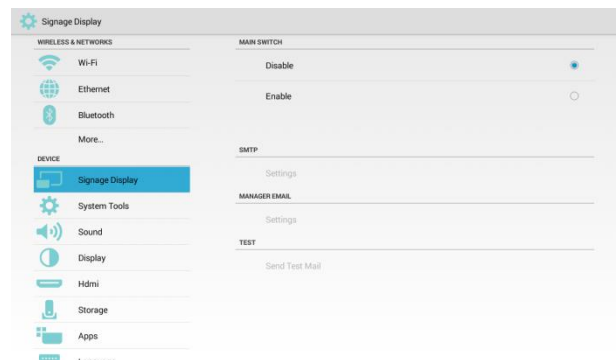 Signage Display
WIRELESS & NETWORKS
Wi-Fi
Ethernet
Bluetooth
More...
DEVICE
Signage Display
System Tools
Sound
Display
Hdmi
Storage
Apps
MAIN SWITCH
Disable
Enable
SMTP
Settings
MANAGER EMAIL
Settings
TEST
Send Test Mail